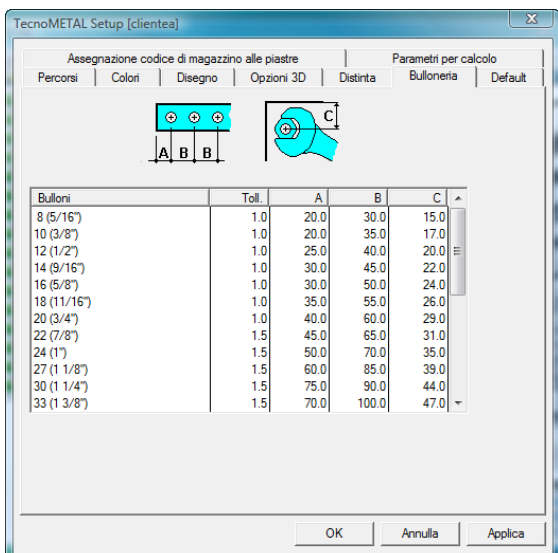 TecnoMETAL Setup [clientea]
Assegnazione codice di magazzino alle piastre Parametri per calcolo
Percorsi Colori Disegno Opzioni 3D Distinta Bulloneria Default
A B B C
Bulloni Toll. A B C
8 (5/16") 1.0 20.0 30.0 15.0
10 (3/8") 1.0 20.0 35.0 17.0
12 (1/2") 1.0 25.0 40.0 20.0
14 (9/16") 1.0 30.0 45.0 22.0
16 (5/8") 1.0 30.0 50.0 24.0
18 (11/16") 1.0 35.0 55.0 26.0
20 (3/4") 1.0 40.0 60.0 29.0
22 (7/8") 1.5 45.0 65.0 31.0
24 (1") 1.5 50.0 70.0 35.0
27 (1 1/8") 1.5 60.0 85.0 39.0
30 (1 1/4") 1.5 75.0 90.0 44.0
33 (1 3/8") 1.5 70.0 100.0 47.0
OK Annulla Applica